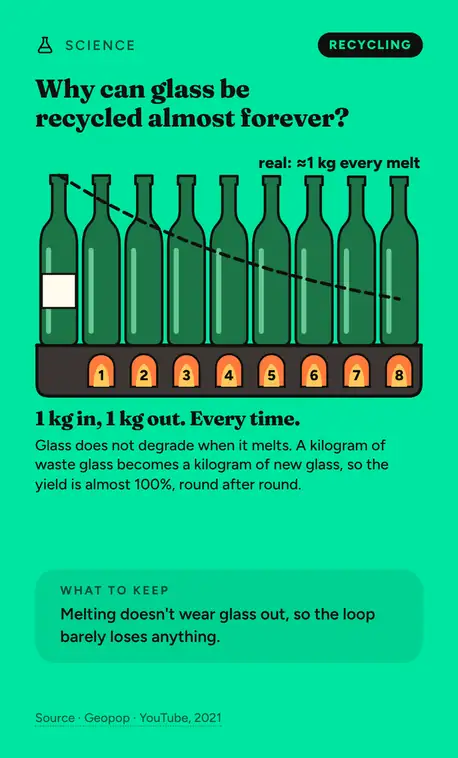 SCIENCE
RECYCLING
Why can glass be
recycled almost forever?
real: ≈1 kg every melt
1 2 3 4 5 6 7 8
1 kg in, 1 kg out. Every time.
Glass does not degrade when it melts. A kilogram of
waste glass becomes a kilogram of new glass, so the
yield is almost 100%, round after round.
WHAT TO KEEP
Melting doesn't wear glass out, so the loop
barely loses anything.
Source · Geopop · YouTube, 2021